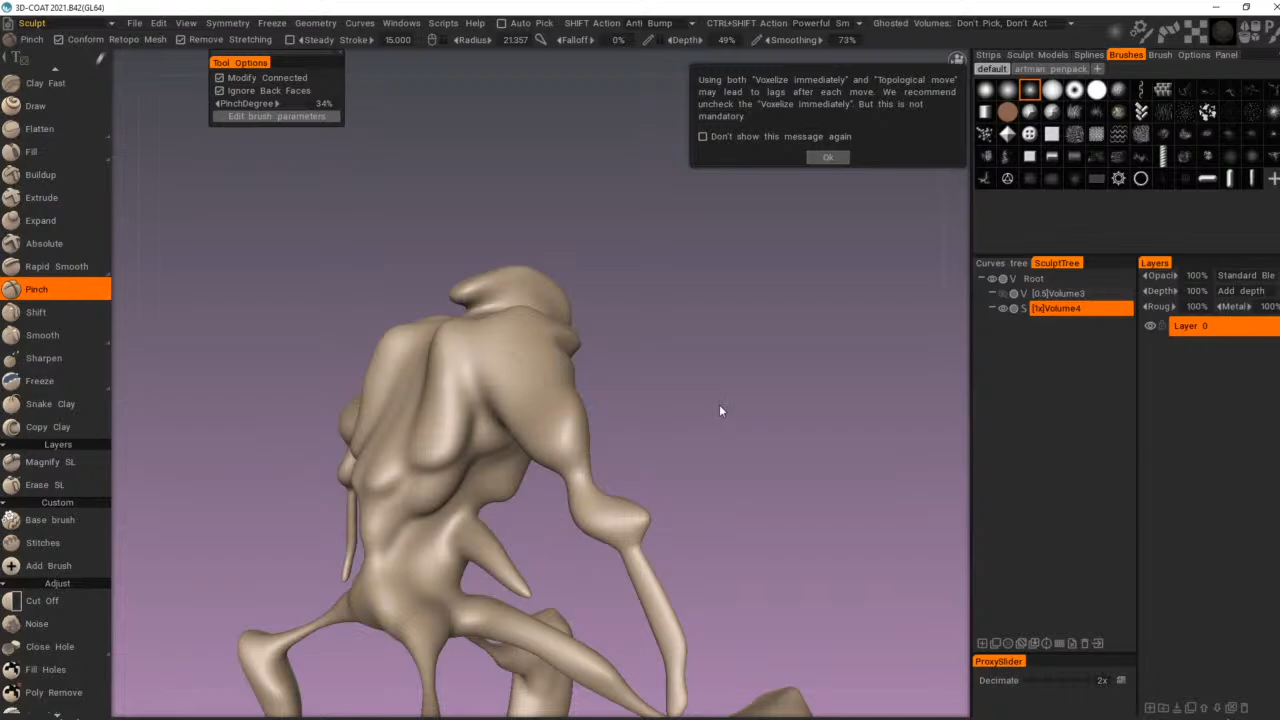 3D-COAT 2021.B42(GL64)
Sculpt File Edit View Symmetry Freeze Geometry Curves Windows Scripts Help Auto Pick SHIFT Action Anti Bump CTRL+SHIFT Action Powerful Sm Ghosted Volumes: Don't Pick, Don't Act
Pinch Conform Retopo Mesh Remove Stretching Steady Stroke 15.000 Radius 21.357 Falloff 0% Depth 49% Smoothing 73%
Tool Options
Modify Connected
Ignore Back Faces
PinchDegree 34%
Edit brush parameters
Using both "Voxelize immediately" and "Topological move"
may lead to lags after each move. We recommend
uncheck the "Voxelize immediately". But this is not
mandatory.
Don't show this message again
Ok
Clay Fast
Draw
Flatten
Fill
Buildup
Extrude
Expand
Absolute
Rapid Smooth
Pinch
Shift
Smooth
Sharpen
Freeze
Snake Clay
Copy Clay
Layers
Magnify SL
Erase SL
Custom
Base brush
Stitches
Add Brush
Adjust
Cut Off
Noise
Close Hole
Fill Holes
Poly Remove
Strips Sculpt Models Splines Brushes Brush Options Panel
default artman penpack +
Curves tree SculptTree
Root
[0.5]Volume3
[1x]Volume4
Layers
Opaci 100% Standard Ble
Depth 100% Add depth
Roug 100% Metal 100%
Layer 0
ProxySlider
Decimate 2x